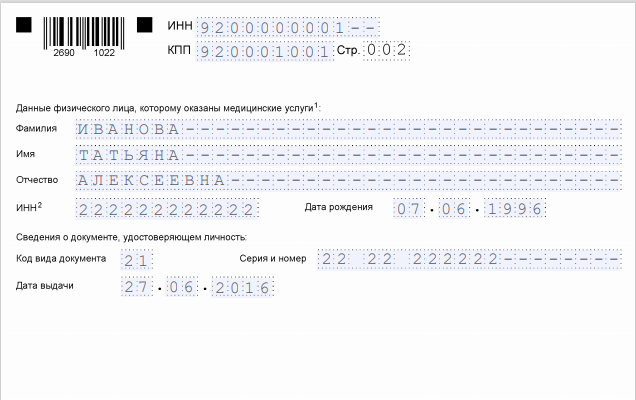 ИНН 9200000001--
КПП 920001001 Стр. 002
2690 1022
Данные физического лица, которому оказаны медицинские услуги¹:
Фамилия ИВАНОВА-----------------------------
Имя ТАТЬЯНА-----------------------------
Отчество АЛЕКСЕЕВНА--------------------------
ИНН² 222222222222 Дата рождения 07.06.1996
Сведения о документе, удостоверяющем личность:
Код вида документа 21 Серия и номер 22 22 222222--------
Дата выдачи 27.06.2016